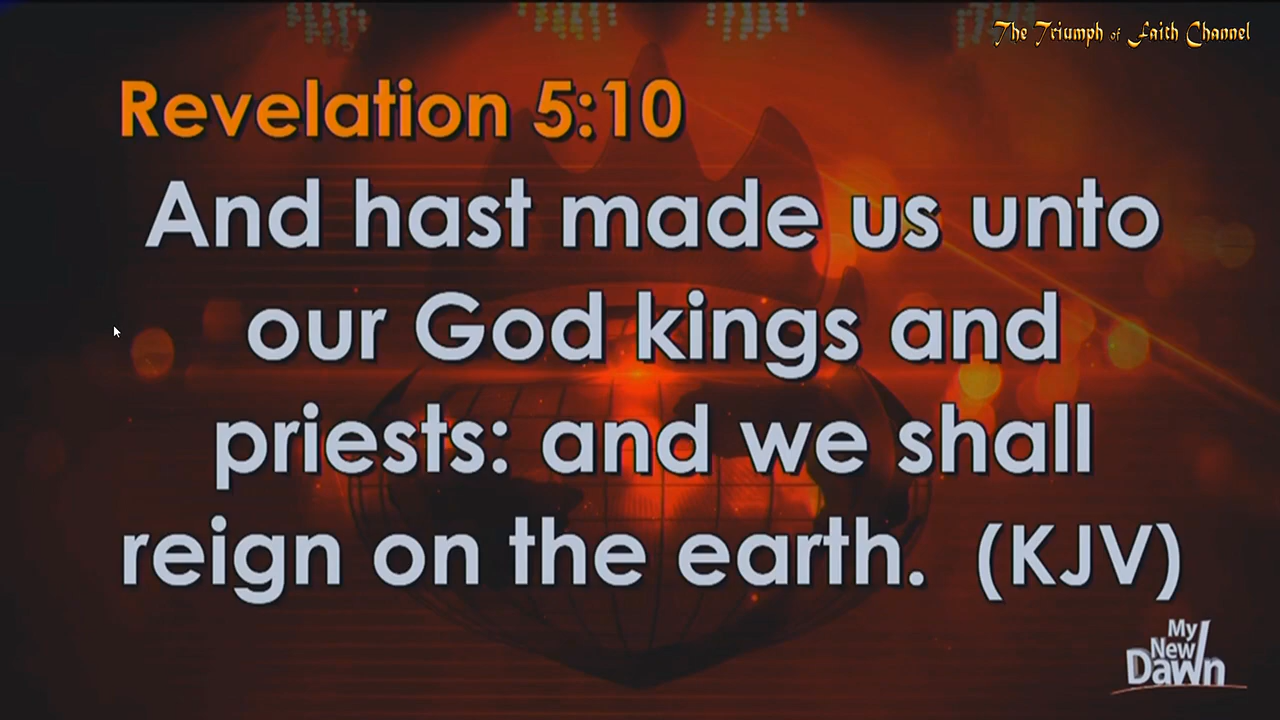 The Triumph of Faith Channel
Revelation 5:10
And hast made us unto
our God kings and
priests: and we shall
reign on the earth. (KJV)
My
New
Dawn